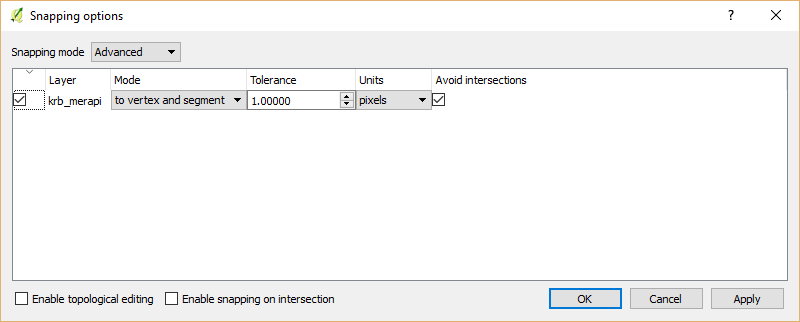 Snapping options
?
Snapping mode Advanced
Layer Mode Tolerance Units Avoid intersections
krb_merapi to vertex and segment 1.00000 pixels
Enable topological editing Enable snapping on intersection OK Cancel Apply